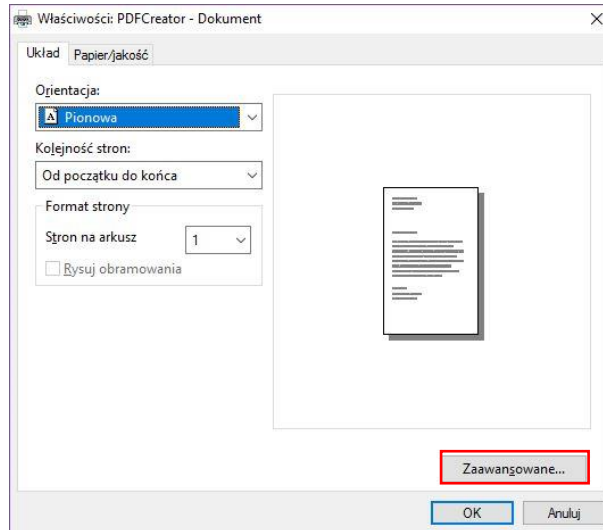 Właściwości: PDFCreator - Dokument
Układ Papier/jakość
Orientacja:
A Pionowa
Kolejność stron:
Od początku do końca
Format strony
Stron na arkusz 1
Rysuj obramowania
Zaawansowane...
OK Anuluj